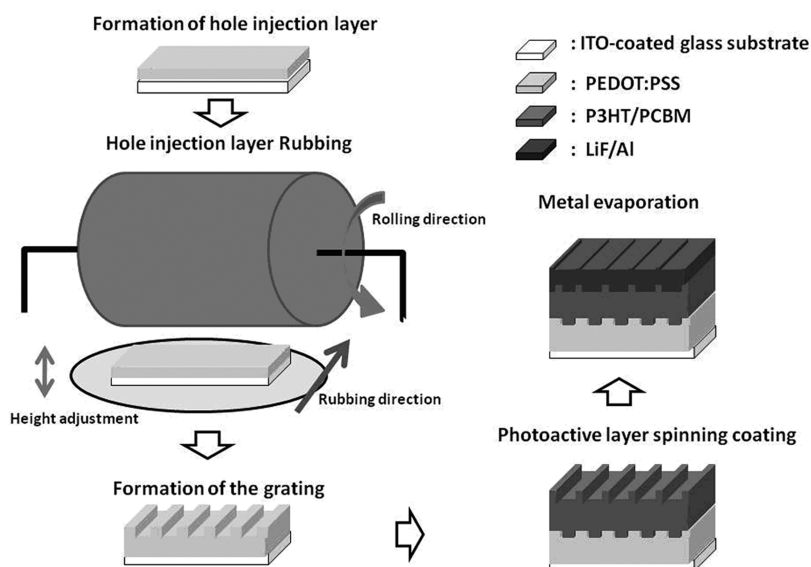 Formation of hole injection layer
Hole injection layer Rubbing
Rolling direction
Height adjustment
Rubbing direction
Formation of the grating
: ITO-coated glass substrate
: PEDOT:PSS
: P3HT/PCBM
: LiF/Al
Metal evaporation
Photoactive layer spinning coating